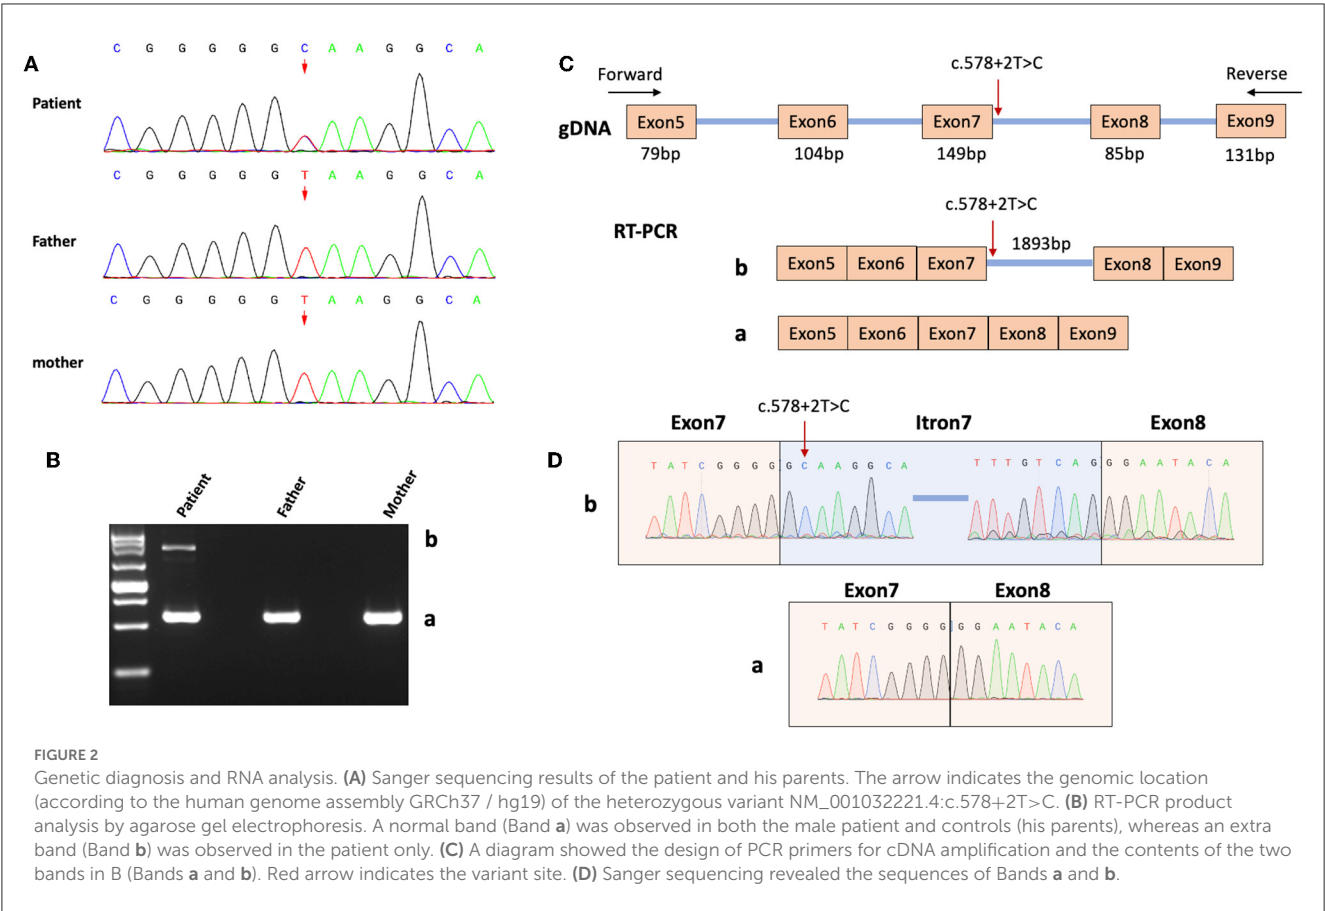 A
C G G G G G C A A G G C A
Patient
C G G G G G T A A G G C A
Father
C G G G G G T A A G G C A
mother
B
Patient Father Mother
b
a
C
c.578+2T>C
Forward Reverse
gDNA Exon5 Exon6 Exon7 Exon8 Exon9
79bp 104bp 149bp 85bp 131bp
c.578+2T>C
RT-PCR
1893bp
b Exon5 Exon6 Exon7 Exon8 Exon9
a Exon5 Exon6 Exon7 Exon8 Exon9
D
c.578+2T>C
Exon7 Itron7 Exon8
T A T C G G G G G C A A G G C A T T T G T C A G G G A A T A C A
b
Exon7 Exon8
T A T C G G G G G G A A T A C A
a
FIGURE 2
Genetic diagnosis and RNA analysis. (A) Sanger sequencing results of the patient and his parents. The arrow indicates the genomic location
(according to the human genome assembly GRCh37 / hg19) of the heterozygous variant NM_001032221.4:c.578+2T>C. (B) RT-PCR product
analysis by agarose gel electrophoresis. A normal band (Band a) was observed in both the male patient and controls (his parents), whereas an extra
band (Band b) was observed in the patient only. (C) A diagram showed the design of PCR primers for cDNA amplification and the contents of the two
bands in B (Bands a and b). Red arrow indicates the variant site. (D) Sanger sequencing revealed the sequences of Bands a and b.